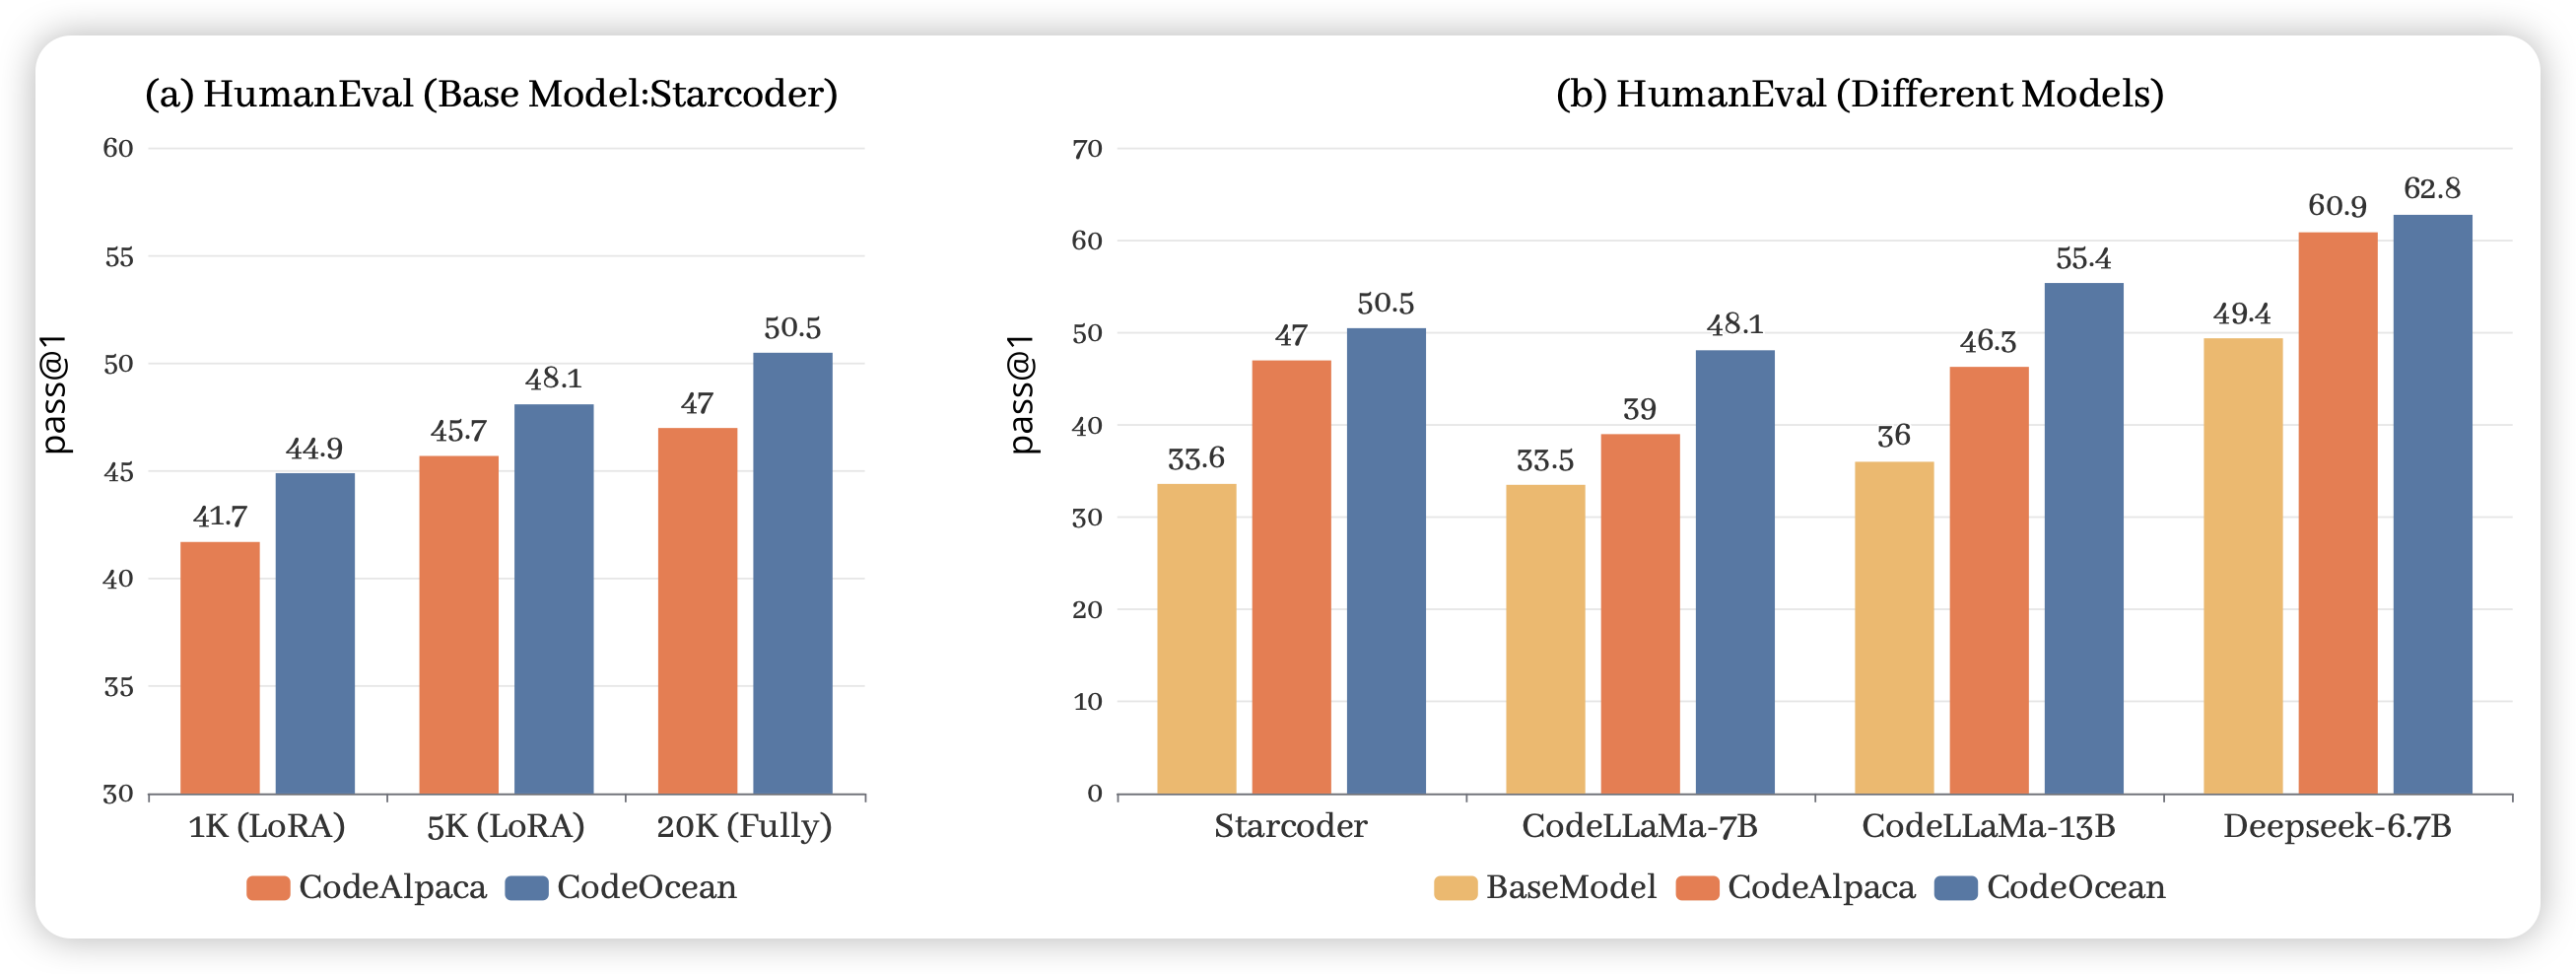 (a) HumanEval (Base Model:Starcoder)
60
55
50
45
40
35
30
pass@1
41.7
44.9
45.7
48.1
47
50.5
1K (LoRA)
5K (LoRA)
20K (Fully)
CodeAlpaca
CodeOcean
(b) HumanEval (Different Models)
70
60
50
40
30
20
10
0
pass@1
33.6
47
50.5
33.5
39
48.1
36
46.3
55.4
49.4
60.9
62.8
Starcoder
CodeLLaMa-7B
CodeLLaMa-13B
Deepseek-6.7B
BaseModel
CodeAlpaca
CodeOcean